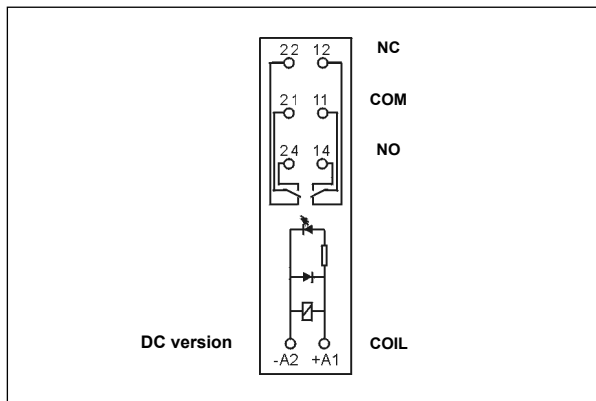 22 12 NC
21 11 COM
24 14 NO
DC version COIL
-A2 +A1